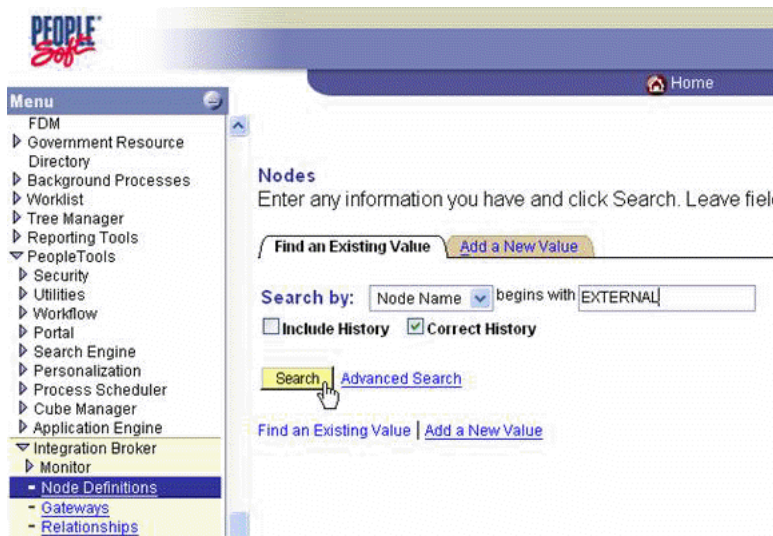 PEOPLE
Soft
Home
Menu
FDM
Government Resource
Directory
Background Processes
Worklist
Tree Manager
Reporting Tools
PeopleTools
Security
Utilities
Workflow
Portal
Search Engine
Personalization
Process Scheduler
Cube Manager
Application Engine
Integration Broker
Monitor
Node Definitions
Gateways
Relationships
Nodes
Enter any information you have and click Search. Leave fiel
Find an Existing Value Add a New Value
Search by: Node Name begins with EXTERNAL
Include History Correct History
Search Advanced Search
Find an Existing Value | Add a New Value